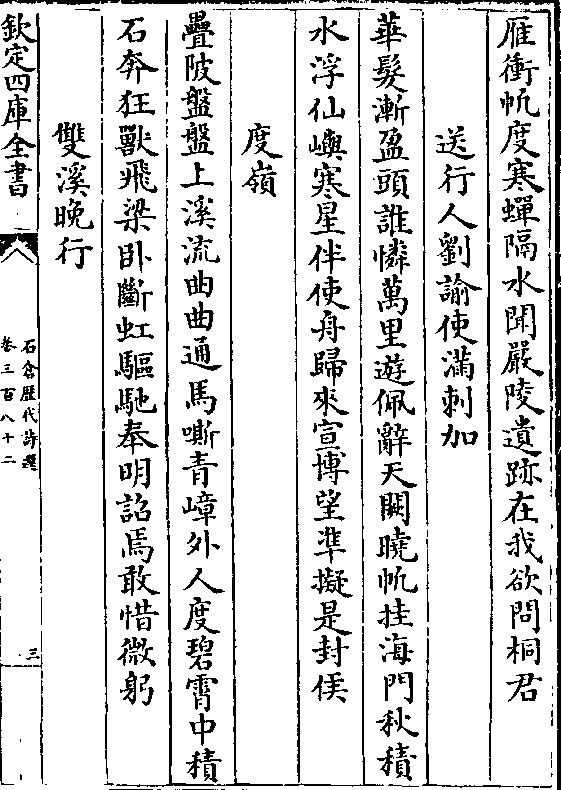 雁衝帆度寒蟬隔水聞嚴陵遺跡在我欲問桐君
送行人劉諭使滿剌加
華髮漸盈頭誰憐萬里遊佩辭天闕曉帆挂海門秋積
水浮仙嶼寒星伴使舟歸來宣博望準擬是封侯
度嶺
疊陂盤盤上溪流曲曲通馬嘶青嶂外人度碧霄中積
石奔狂獸飛梁卧斷虹驅馳奉明詔焉敢惜微躬
雙溪晚行
欽定四庫全書
石倉歷代詩選
卷三百八十二
三